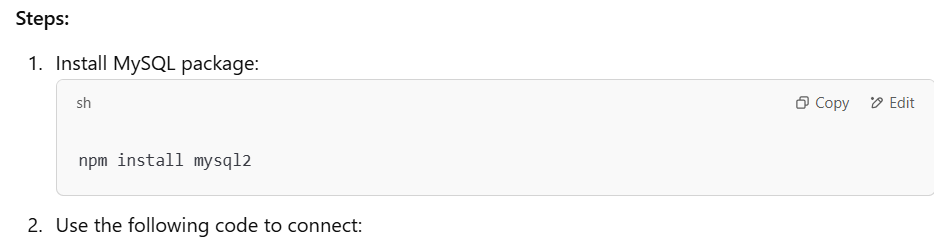 Steps:
1. Install MySQL package:
sh Copy Edit
npm install mysql2
2. Use the following code to connect: